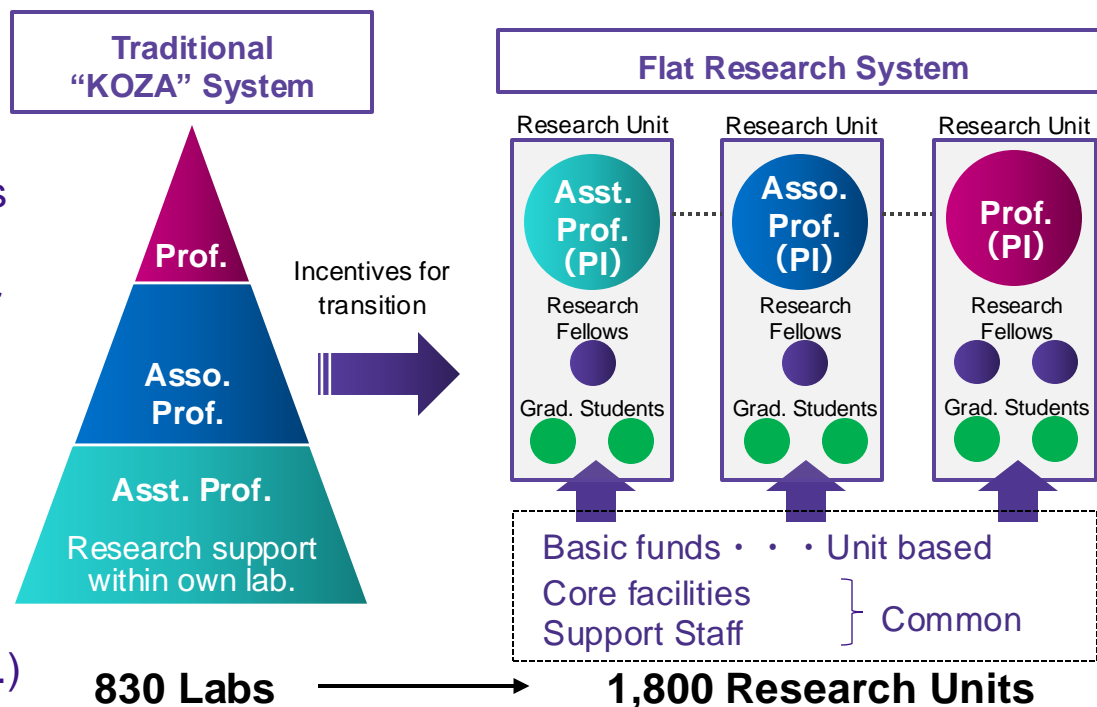 Traditional
“KOZA” System
Flat Research System
s
Prof.
Asso.
Prof.
Asst. Prof.
Research support
within own lab.
Incentives for
transition
Research Unit
Asst.
Prof.
(PI)
Research
Fellows
Grad. Students
Research Unit
Asso.
Prof.
(PI)
Research
Fellows
Grad. Students
Research Unit
Prof.
(PI)
Research
Fellows
Grad. Students
Basic funds・・・Unit based
Core facilities
Support Staff
Common
.)
830 Labs
1,800 Research Units